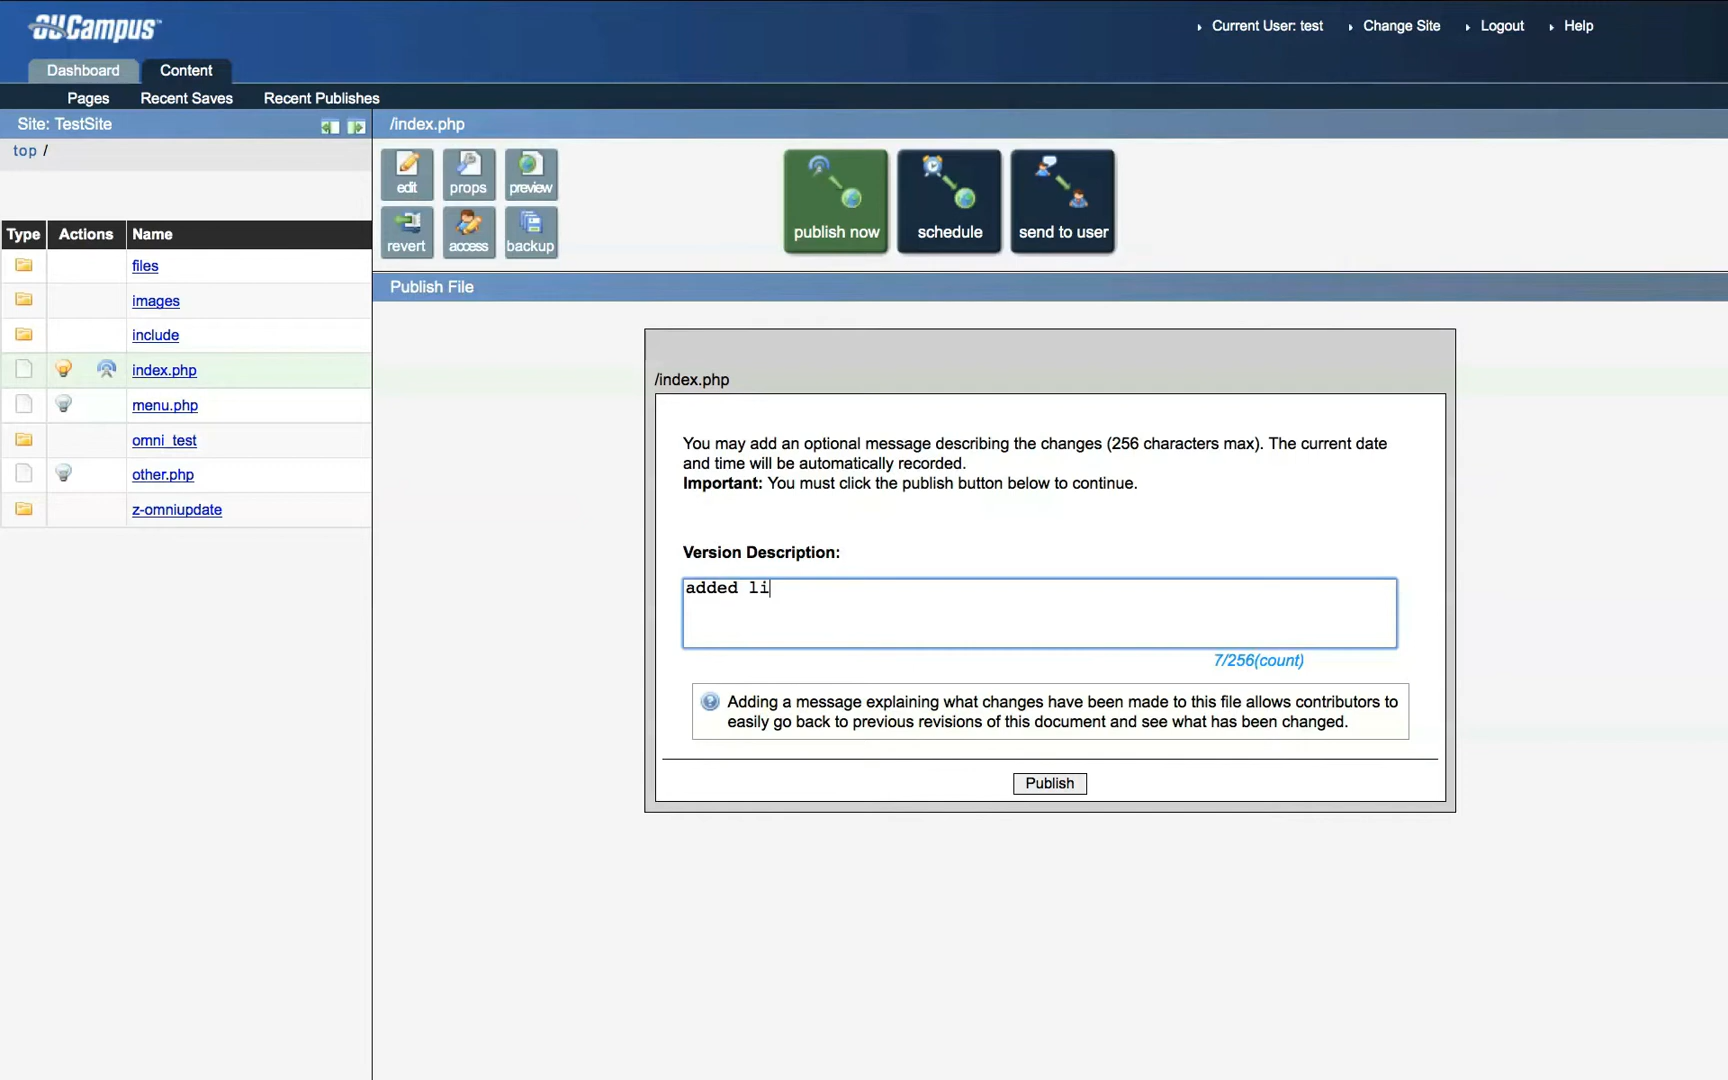 OUCampus™
Current User: test
Change Site
Logout
Help
Dashboard
Content
Pages
Recent Saves
Recent Publishes
Site: TestSite
/index.php
top /
edit
props
preview
revert
access
backup
publish now
schedule
send to user
Type
Actions
Name
files
images
include
index.php
menu.php
omni_test
other.php
z-omniupdate
Publish File
/index.php
You may add an optional message describing the changes (256 characters max). The current date
and time will be automatically recorded.
Important: You must click the publish button below to continue.
Version Description:
added li
7/256(count)
Adding a message explaining what changes have been made to this file allows contributors to
easily go back to previous revisions of this document and see what has been changed.
Publish